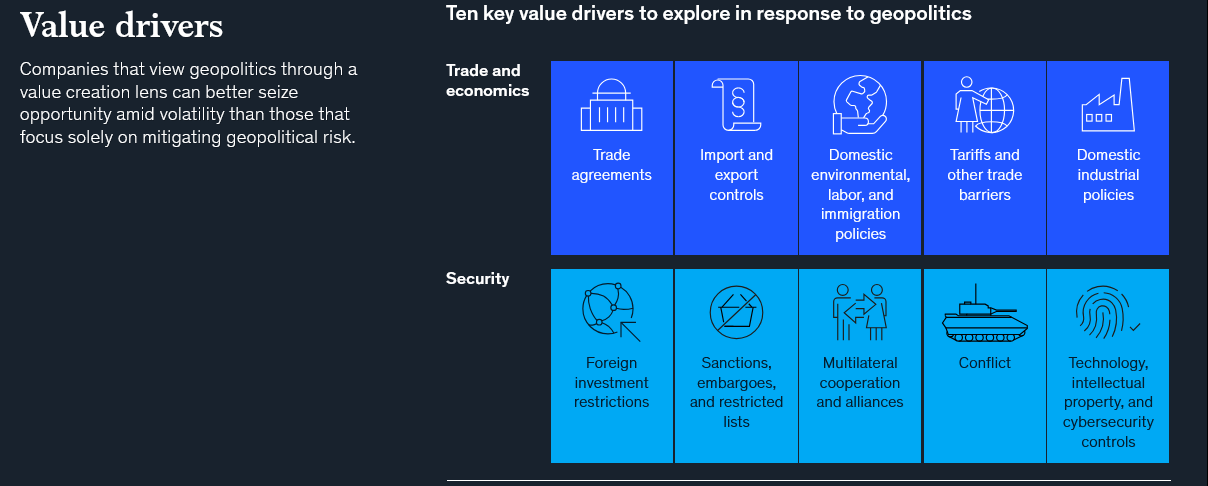 Value drivers
Companies that view geopolitics through a
value creation lens can better seize
opportunity amid volatility than those that
focus solely on mitigating geopolitical risk.
Ten key value drivers to explore in response to geopolitics
Trade and
economics
Trade
agreements
Import and
export
controls
Domestic
environmental,
labor, and
immigration
policies
Tariffs and
other trade
barriers
Domestic
industrial
policies
Security
Foreign
investment
restrictions
Sanctions,
embargoes,
and restricted
lists
Multilateral
cooperation
and alliances
Conflict
Technology,
intellectual
property, and
cybersecurity
controls